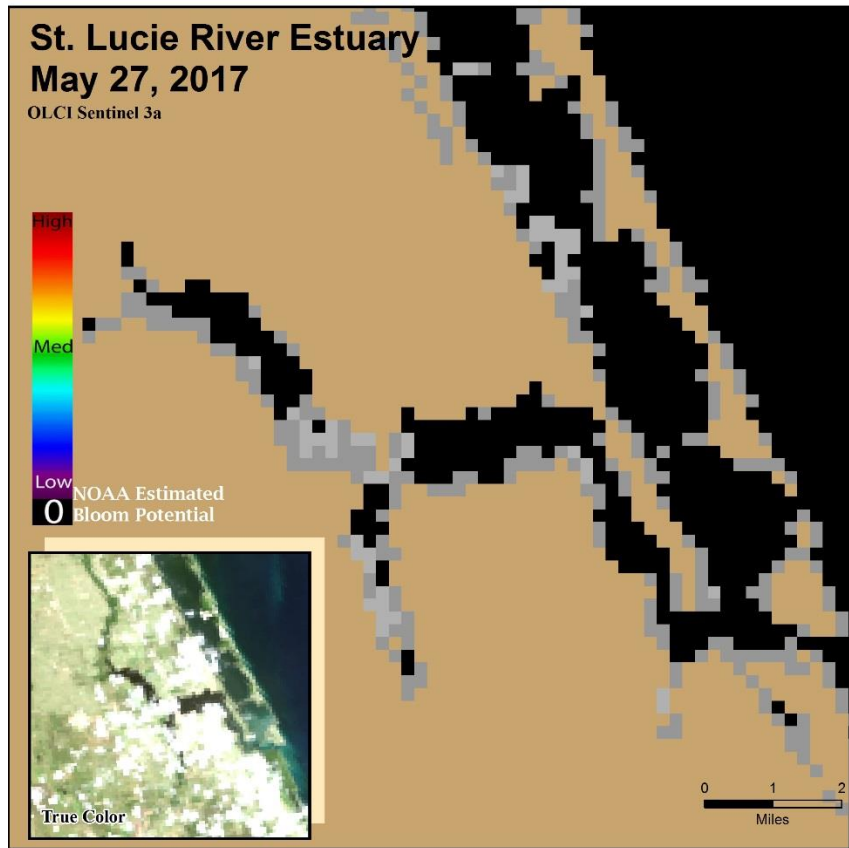 St. Lucie River Estuary
May 27, 2017
OLCI Sentinel 3a
High
Med
Low
0
NOAA Estimated
Bloom Potential
True Color
0 1 2
Miles